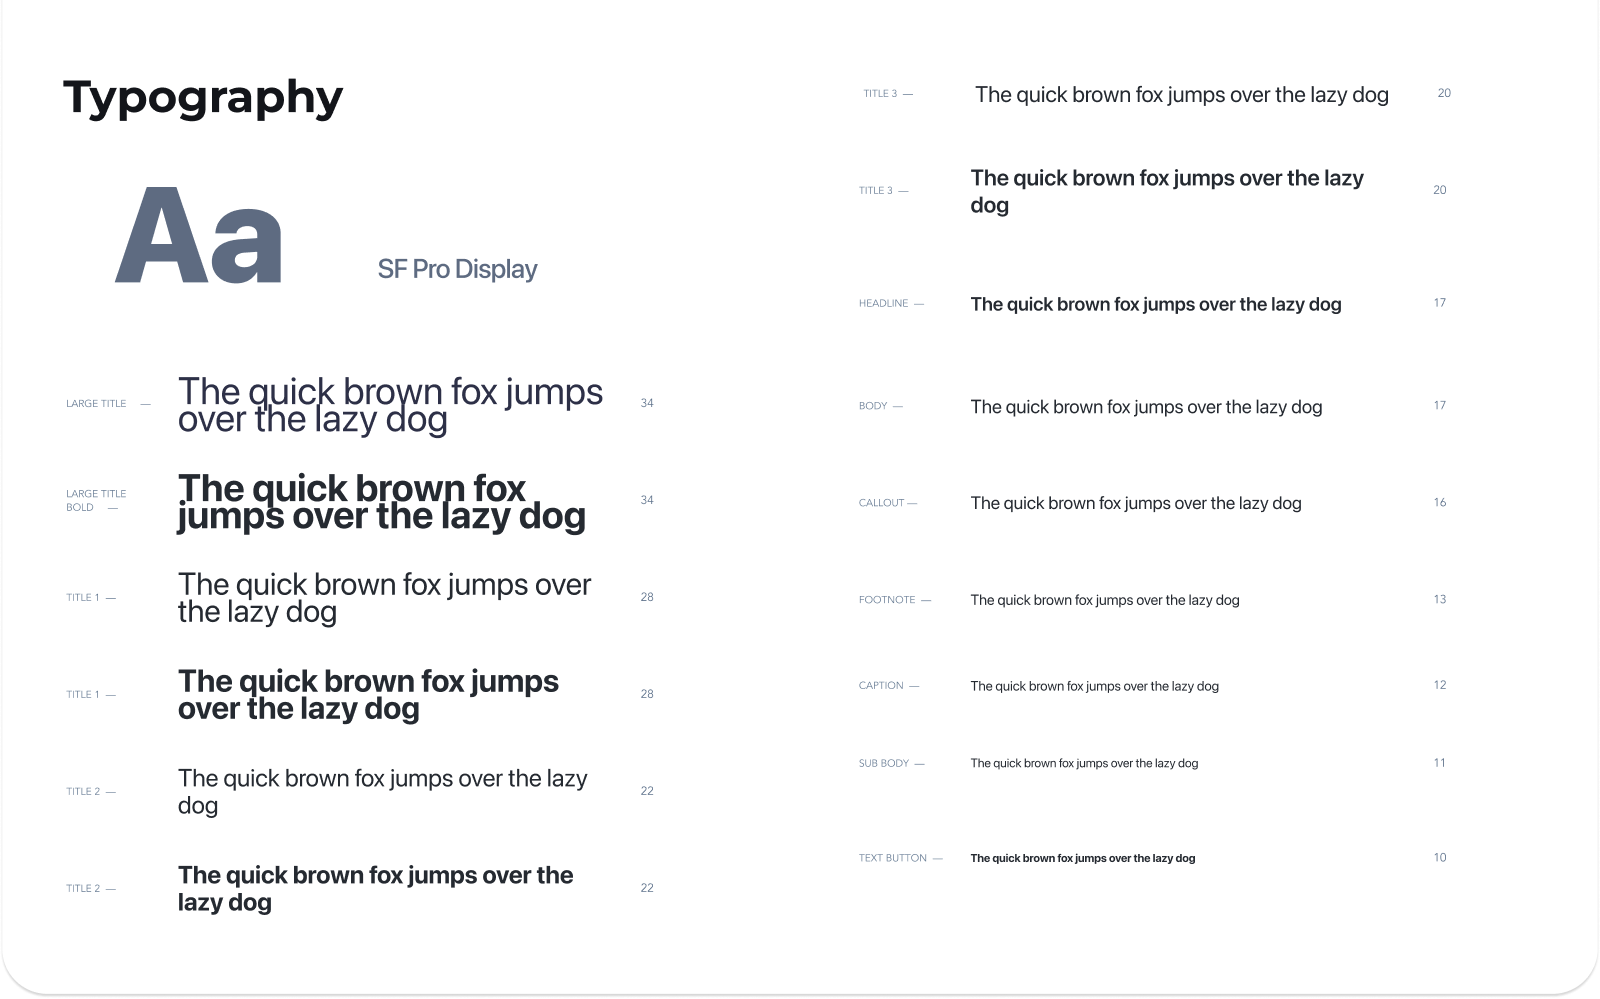 Typography
Aa
SF Pro Display
LARGE TITLE —
The quick brown fox jumps
over the lazy dog
34
LARGE TITLE
BOLD —
The quick brown fox
jumps over the lazy dog
34
TITLE 1 —
The quick brown fox jumps over
the lazy dog
28
TITLE 1 —
The quick brown fox jumps
over the lazy dog
28
TITLE 2 —
The quick brown fox jumps over the lazy
dog
22
TITLE 2 —
The quick brown fox jumps over the
lazy dog
22
TITLE 3 —
The quick brown fox jumps over the lazy dog
20
TITLE 3 —
The quick brown fox jumps over the lazy
dog
20
HEADLINE —
The quick brown fox jumps over the lazy dog
17
BODY —
The quick brown fox jumps over the lazy dog
17
CALLOUT —
The quick brown fox jumps over the lazy dog
16
FOOTNOTE —
The quick brown fox jumps over the lazy dog
13
CAPTION —
The quick brown fox jumps over the lazy dog
12
SUB BODY —
The quick brown fox jumps over the lazy dog
11
TEXT BUTTON —
The quick brown fox jumps over the lazy dog
10